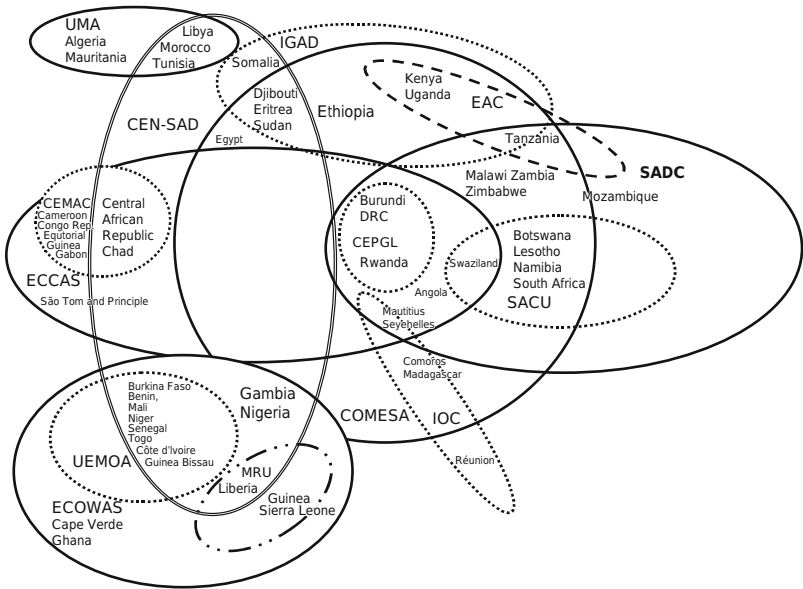 UMA
Algeria
Mauritania
Libya
Morocco
Tunisia
IGAD
Somalia
Djibouti
Eritrea
Sudan
Ethiopia
Kenya
Uganda
EAC
Tanzania
CEN-SAD
Egypt
SADC
Malawi Zambia
Zimbabwe
Mozambique
CEMAC
Cameroon
Congo Rep.
Equtorial
Guinea
Gabon
Central
African
Republic
Chad
ECCAS
São Tom and Principle
Burundi
DRC
CEPGL
Rwanda
Swaziland
Botswana
Lesotho
Namibia
South Africa
SACU
Angola
Mautitius
Seyehelles
Comoros
Madagascar
COMESA
IOC
Réunion
Burkina Faso
Benin,
Mali
Niger
Senegal
Togo
Côte d'Ivoire
Guinea Bissau
UEMOA
Gambia
Nigeria
MRU
Liberia
Guinea
Sierra Leone
ECOWAS
Cape Verde
Ghana